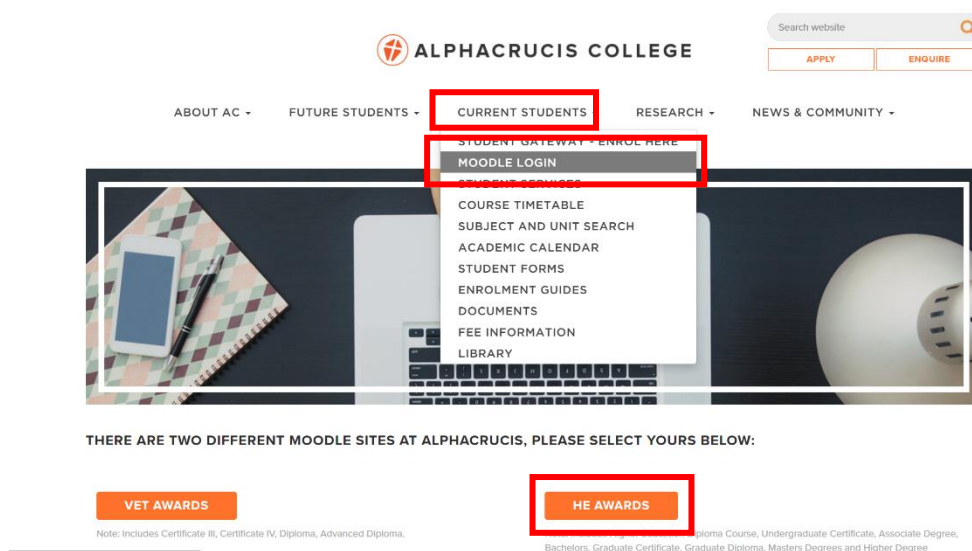 Search website
ALPHACRUCIS COLLEGE
APPLY ENQUIRE
ABOUT AC FUTURE STUDENTS CURRENT STUDENTS RESEARCH NEWS & COMMUNITY
STUDENT GATEWAY - ENROL HERE
MOODLE LOGIN
STUDENT SERVICES
COURSE TIMETABLE
SUBJECT AND UNIT SEARCH
ACADEMIC CALENDAR
STUDENT FORMS
ENROLMENT GUIDES
DOCUMENTS
FEE INFORMATION
LIBRARY
THERE ARE TWO DIFFERENT MOODLE SITES AT ALPHACRUCIS, PLEASE SELECT YOURS BELOW:
VET AWARDS HE AWARDS
Note: Includes Certificate III, Certificate IV, Diploma, Advanced Diploma.
Diploma Course, Undergraduate Certificate, Associate Degree,
Bachelors, Graduate Certificate, Graduate Diploma, Masters Degrees and Higher Degree